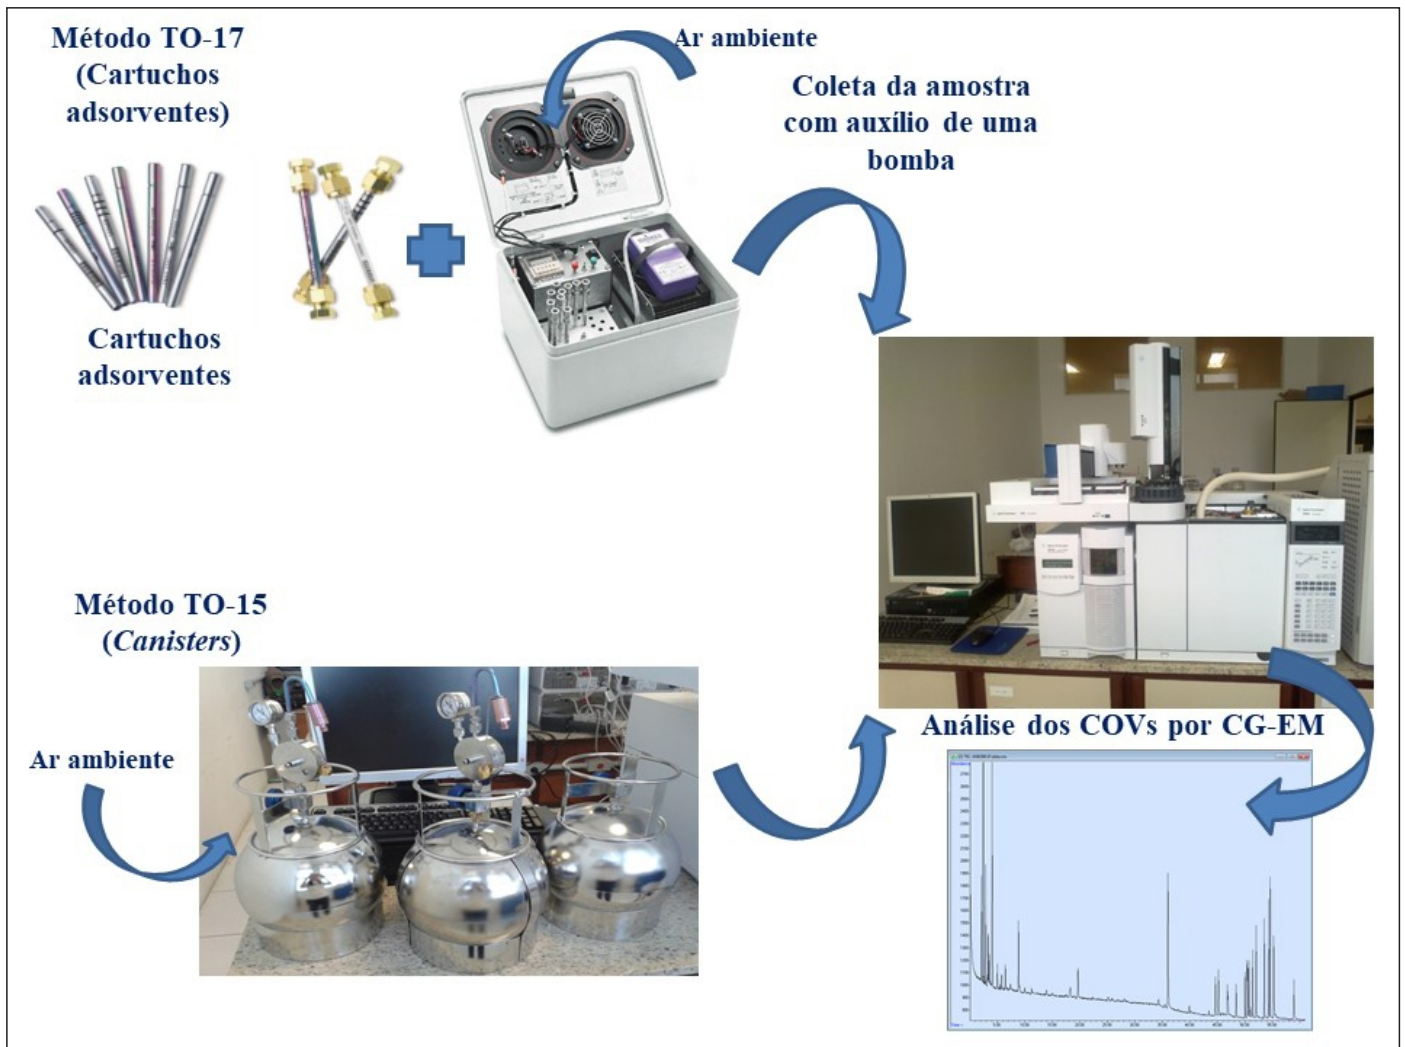 Método TO-17
(Cartuchos
adsorventes)
Ar ambiente
Coleta da amostra
com auxílio de uma
bomba
Cartuchos
adsorventes
Método TO-15
(Canisters)
Ar ambiente
Análise dos COVs por CG-EM